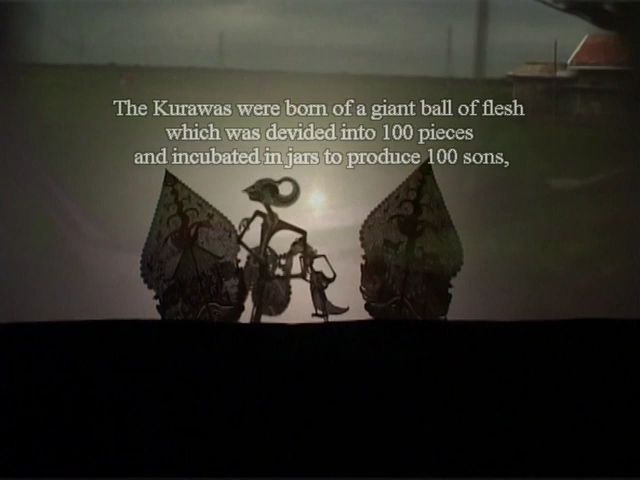 The Kurawas were born of a giant ball of flesh
which was devided into 100 pieces
and incubated in jars to produce 100 sons,